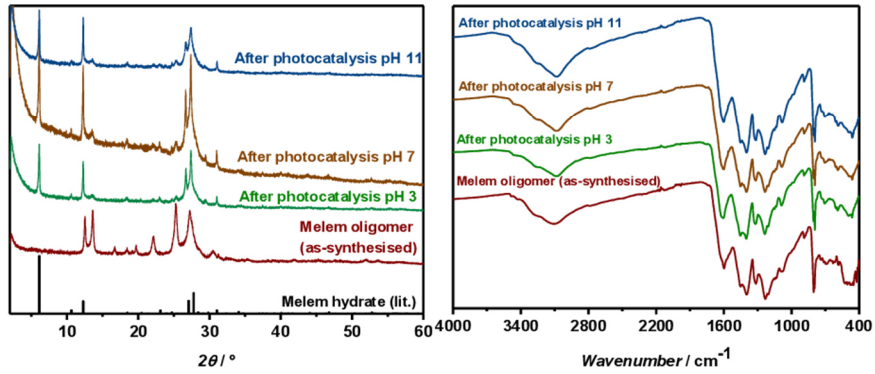 After photocatalysis pH 11
After photocatalysis pH 7
After photocatalysis pH 3
Melem oligomer
(as-synthesised)
Melem hydrate (lit.)
10 20 30 40 50 60
2θ / °
After photocatalysis pH 11
After photocatalysis pH 7
After photocatalysis pH 3
Melem oligomer (as-synthesised)
4000 3400 2800 2200 1600 1000 400
Wavenumber / cm⁻¹